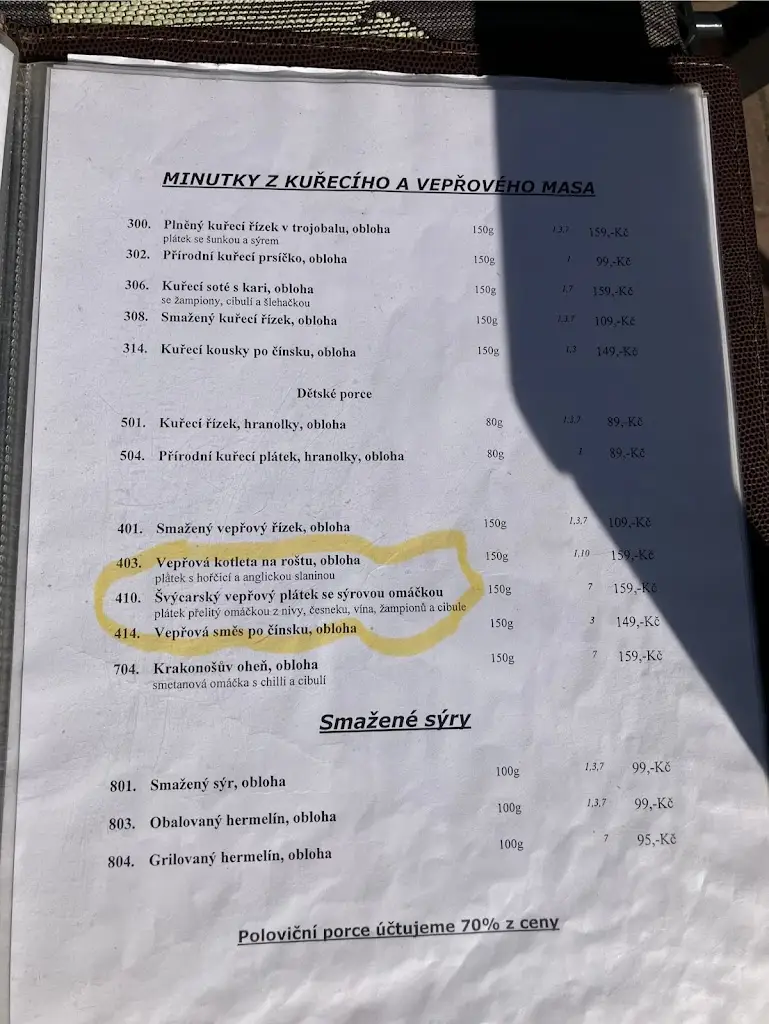 MINUTKY Z KUŘECÍHO A VEPŘOVÉHO MASA
300. Plněný kuřecí řízek v trojobalu, obloha 150g 1,3,7 159,-Kč
plátek se šunkou a sýrem
302. Přírodní kuřecí prsíčko, obloha 150g 1 99,-Kč
306. Kuřecí soté s kari, obloha 150g 1,7 159,-Kč
se žampiony, cibulí a šlehačkou
308. Smažený kuřecí řízek, obloha 150g 1,3,7 109,-Kč
314. Kuřecí kousky po čínsku, obloha 150g 1,3 149,-Kč
Dětské porce
501. Kuřecí řízek, hranolky, obloha 80g 1,3,7 89,-Kč
504. Přírodní kuřecí plátek, hranolky, obloha 80g 1 89,-Kč
401. Smažený vepřový řízek, obloha 150g 1,3,7 109,-Kč
403. Vepřová kotleta na roštu, obloha 150g 1,10 159,-Kč
plátek s hořčicí a anglickou slaninou
410. Švýcarský vepřový plátek se sýrovou omáčkou 150g 7 159,-Kč
plátek přelitý omáčkou z nivy, česneku, vína, žampionů a cibule
414. Vepřová směs po čínsku, obloha 150g 3 149,-Kč
704. Krakonošův oheň, obloha 150g 7 159,-Kč
smetanová omáčka s chilli a cibulí
Smažené sýry
801. Smažený sýr, obloha 100g 1,3,7 99,-Kč
803. Obalovaný hermelín, obloha 100g 1,3,7 99,-Kč
804. Grilovaný hermelín, obloha 100g 7 95,-Kč
Poloviční porce účtujeme 70% z ceny